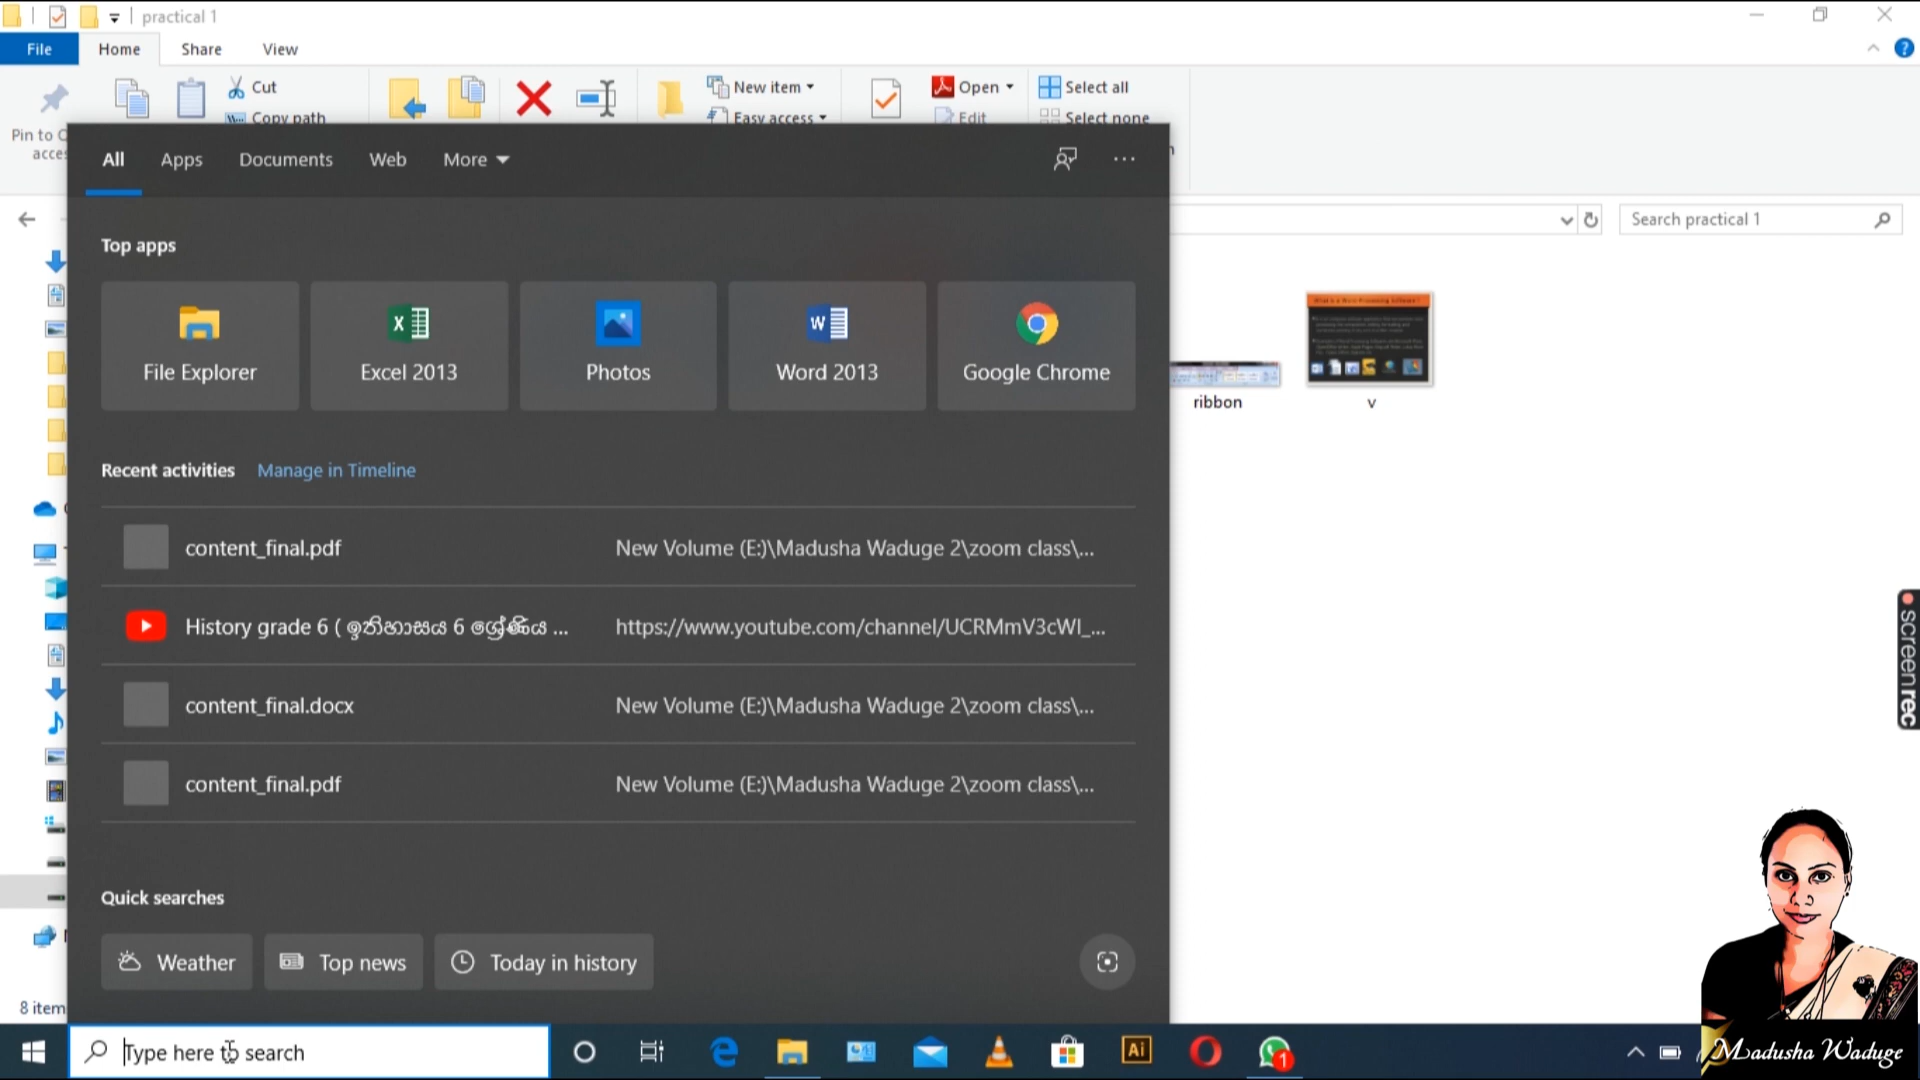 practical 1
File Home Share View
Cut
New item
Open
Select all
Copy path
Easy access
Edit
Select none
Pin to
All Apps Documents Web More
Search practical 1
Top apps
File Explorer
Excel 2013
Photos
Word 2013
Google Chrome
ribbon
v
Recent activities Manage in Timeline
content_final.pdf New Volume (E:)\Madusha Waduge 2\zoom class\...
History grade 6 ( ඉතිහාසය 6 ශ්‍රේණිය ... https://www.youtube.com/channel/UCRMmV3cWI_...
content_final.docx New Volume (E:)\Madusha Waduge 2\zoom class\...
content_final.pdf New Volume (E:)\Madusha Waduge 2\zoom class\...
screenrec
Quick searches
Weather
Top news
Today in history
8 item
Type here to search
Ai
1
Madusha Waduge